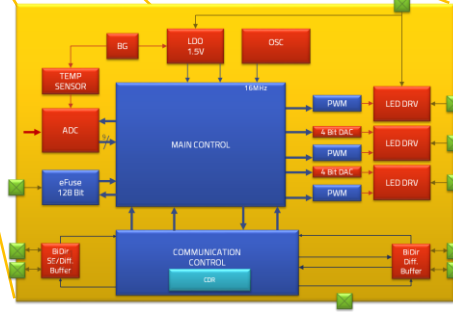 BG
LDO
1.5V
OSC
TEMP
SENSOR
16MHz
ADC
MAIN CONTROL
PWM
LED DRV
4 Bit DAC
PWM
LED DRV
4 Bit DAC
PWM
LED DRV
eFuse
128 Bit
BiDir
SE/Diff.
Buffer
COMMUNICATION
CONTROL
CDR
BiDir
Diff.
Buffer